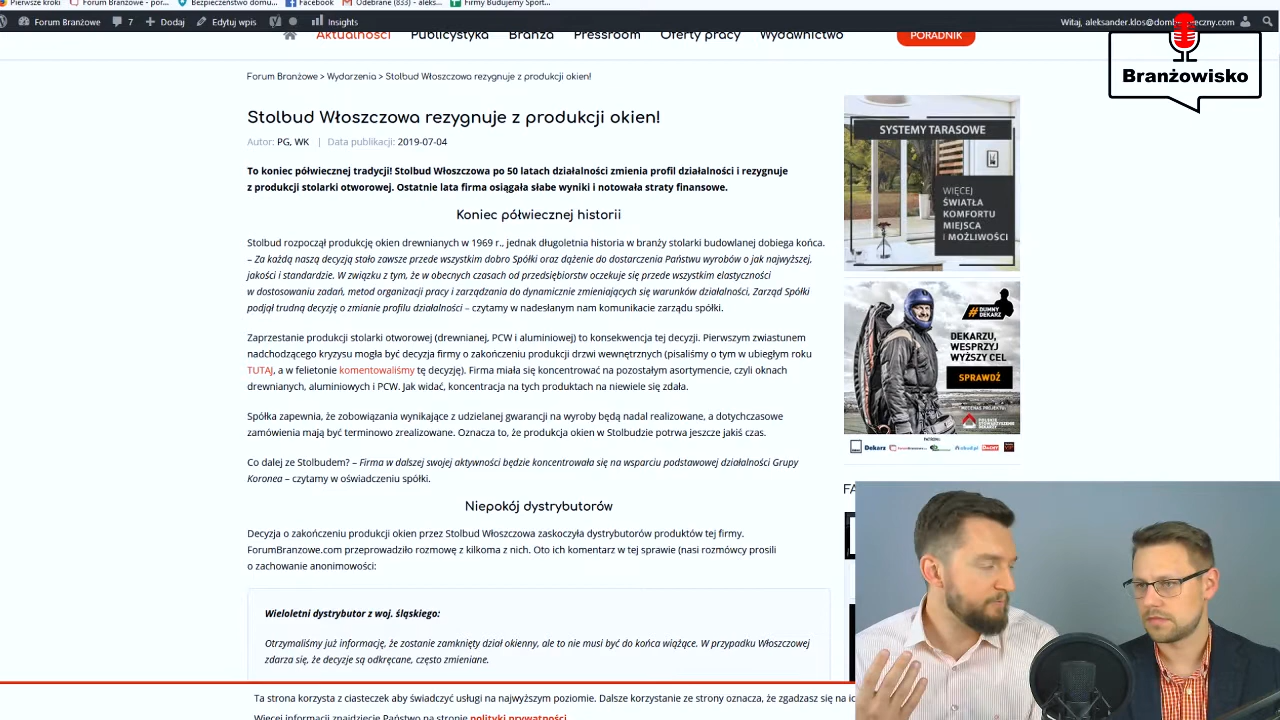 Pierwsze kroki
Forum Branżowe - por...
Bezpieczeństwo domu...
Facebook
Odebrane (833) - aleks...
Firmy Budujemy Sport...
Forum Branżowe
7
Dodaj
Edytuj wpis
Insights
Witaj, aleksander.klos@dom
eczny.com
Aktualności
Publicystyka
Branża
Pressroom
Oferty pracy
Wydawnictwo
PORADNIK
Branżowisko
Forum Branżowe > Wydarzenia > Stolbud Włoszczowa rezygnuje z produkcji okien!
Stolbud Włoszczowa rezygnuje z produkcji okien!
Autor: PG, WK | Data publikacji: 2019-07-04
To koniec półwiecznej tradycji! Stolbud Włoszczowa po 50 latach działalności zmienia profil działalności i rezygnuje
z produkcji stolarki otworowej. Ostatnie lata firma osiągała słabe wyniki i notowała straty finansowe.
Koniec półwiecznej historii
Stolbud rozpoczął produkcję okien drewnianych w 1969 r., jednak długoletnia historia w branży stolarki budowlanej dobiega końca.
– Za każdą naszą decyzją stało zawsze przede wszystkim dobro Spółki oraz dążenie do dostarczenia Państwu wyrobów o jak najwyższej,
jakości i standardzie. W związku z tym, że w obecnych czasach od przedsiębiorstw oczekuje się przede wszystkim elastyczności
w dostosowaniu zadań, metod organizacji pracy i zarządzania do dynamicznie zmieniających się warunków działalności, Zarząd Spółki
podjął trudną decyzję o zmianie profilu działalności – czytamy w nadesłanym nam komunikacie zarządu spółki.
Zaprzestanie produkcji stolarki otworowej (drewnianej, PCW i aluminiowej) to konsekwencja tej decyzji. Pierwszym zwiastunem
nadchodzącego kryzysu mogła być decyzja firmy o zakończeniu produkcji drzwi wewnętrznych (pisaliśmy o tym w ubiegłym roku
TUTAJ, a w felietonie komentowaliśmy tę decyzję). Firma miała się koncentrować na pozostałym asortymencie, czyli oknach
drewnianych, aluminiowych i PCW. Jak widać, koncentracja na tych produktach na niewiele się zdała.
Spółka zapewnia, że zobowiązania wynikające z udzielanej gwarancji na wyroby będą nadal realizowane, a dotychczasowe
zamówienia mają być terminowo zrealizowane. Oznacza to, że produkcja okien w Stolbudzie potrwa jeszcze jakiś czas.
Co dalej ze Stolbudem? – Firma w dalszej swojej aktywności będzie koncentrowała się na wsparciu podstawowej działalności Grupy
Koronea – czytamy w oświadczeniu spółki.
Niepokój dystrybutorów
Decyzja o zakończeniu produkcji okien przez Stolbud Włoszczowa zaskoczyła dystrybutorów produktów tej firmy.
ForumBranzowe.com przeprowadziło rozmowę z kilkoma z nich. Oto ich komentarz w tej sprawie (nasi rozmówcy prosili
o zachowanie anonimowości:
Wieloletni dystrybutor z woj. śląskiego:
Otrzymaliśmy już informację, że zostanie zamknięty dział okienny, ale to nie musi być do końca wiążące. W przypadku Włoszczowej
zdarza się, że decyzje są odkręcane, często zmieniane.
SYSTEMY TARASOWE
WIĘCEJ
ŚWIATŁA
KOMFORTU
MIEJSCA
I MOŻLIWOŚCI
#DUMNY
DEKARZ
DEKARZU,
WESPRZYJ
WYŻSZY CEL
SPRAWDŹ
Dekarz
FA
Ta strona korzysta z ciasteczek aby świadczyć usługi na najwyższym poziomie. Dalsze korzystanie ze strony oznacza, że zgadzasz się na ic
Więcej informacji znajdziecie Państwo na stronie polityki prywatności